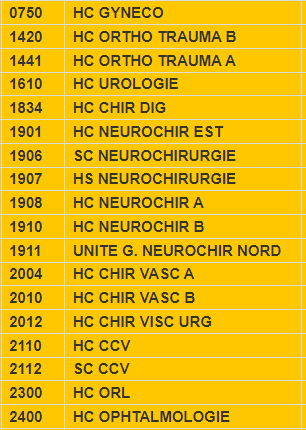 0750 HC GYNECO
1420 HC ORTHO TRAUMA B
1441 HC ORTHO TRAUMA A
1610 HC UROLOGIE
1834 HC CHIR DIG
1901 HC NEUROCHIR EST
1906 SC NEUROCHIRURGIE
1907 HS NEUROCHIRURGIE
1908 HC NEUROCHIR A
1910 HC NEUROCHIR B
1911 UNITE G. NEUROCHIR NORD
2004 HC CHIR VASC A
2010 HC CHIR VASC B
2012 HC CHIR VISC URG
2110 HC CCV
2112 SC CCV
2300 HC ORL
2400 HC OPHTALMOLOGIE